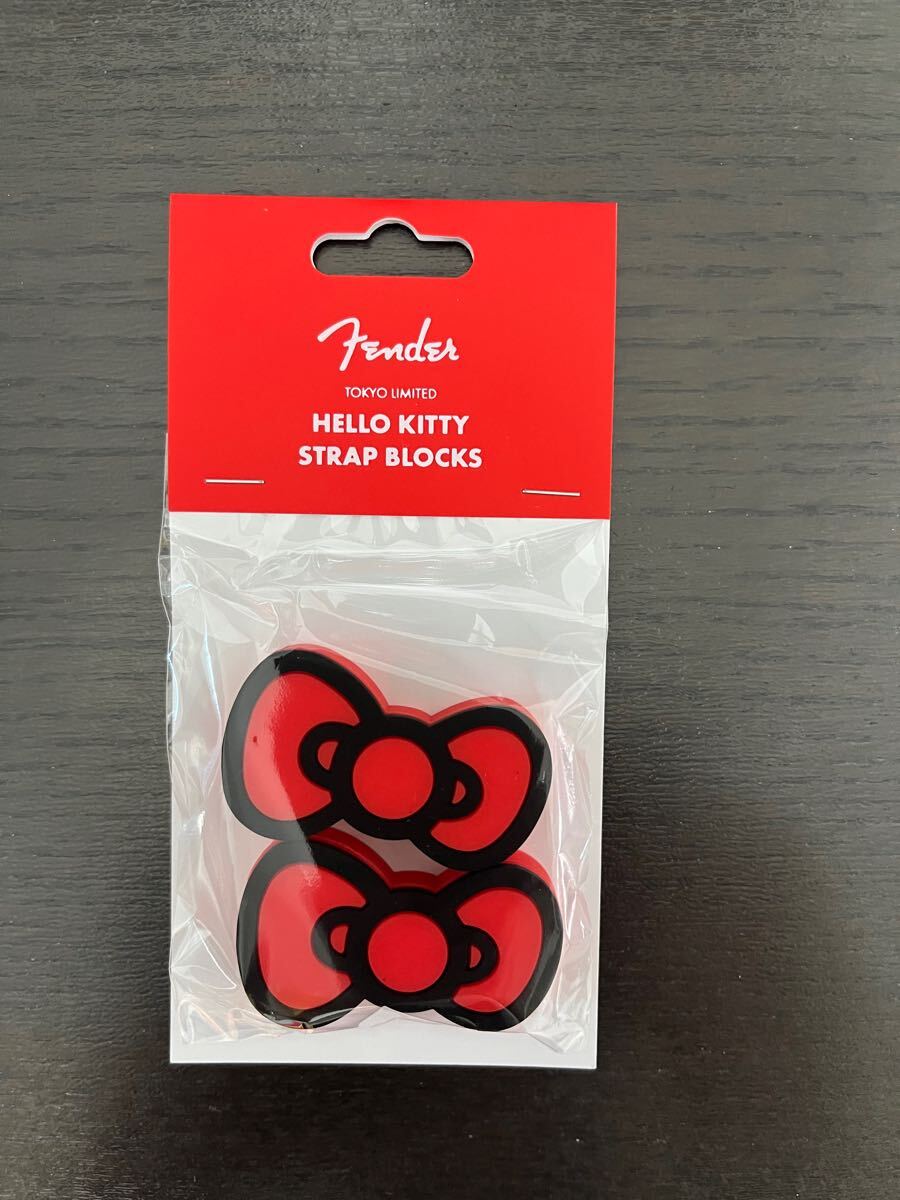 Fender
TOKYO LIMITED
HELLO KITTY
STRAP BLOCKS